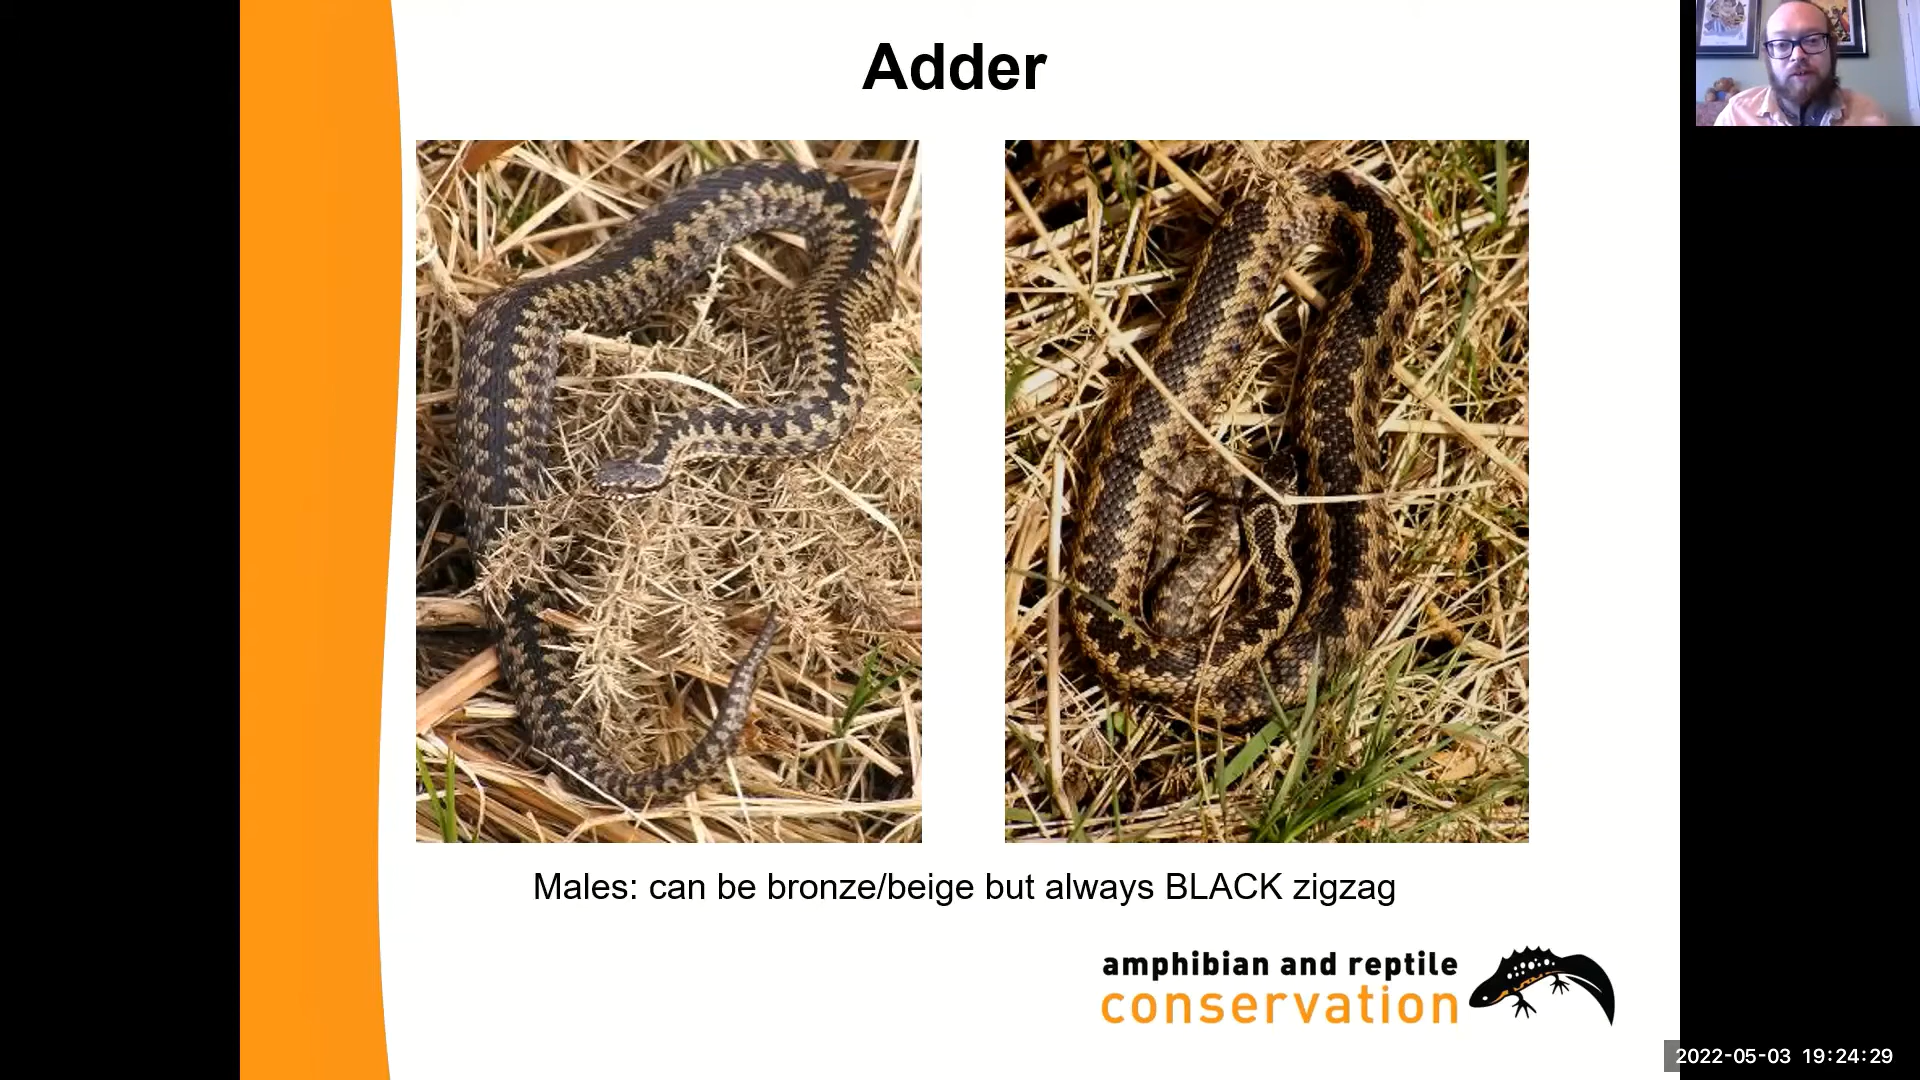 Adder
Males: can be bronze/beige but always BLACK zigzag
amphibian and reptile
conservation
2022-05-03 19:24:29